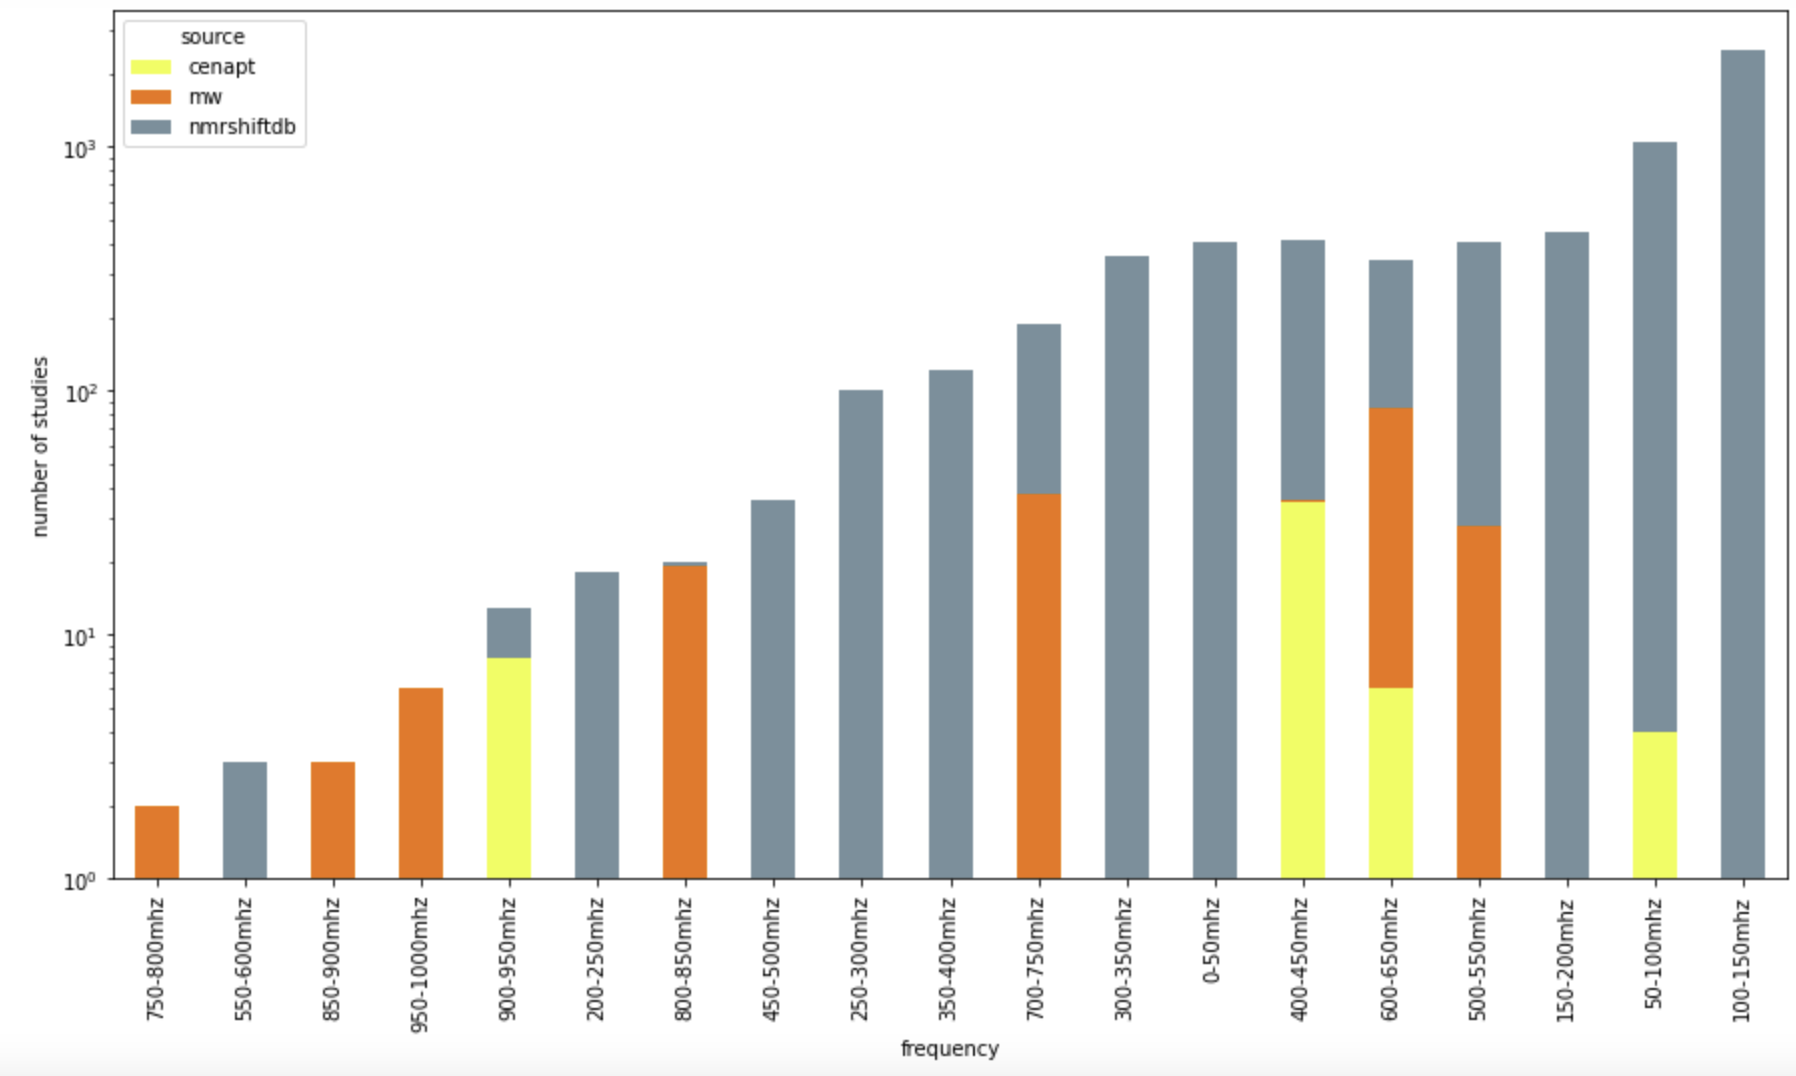 source
cenapt
mw
nmrshiftdb
10³
10²
10¹
10⁰
number of studies
750-800mhz
550-600mhz
850-900mhz
950-1000mhz
900-950mhz
200-250mhz
800-850mhz
450-500mhz
250-300mhz
350-400mhz
700-750mhz
300-350mhz
0-50mhz
400-450mhz
600-650mhz
500-550mhz
150-200mhz
50-100mhz
100-150mhz
frequency